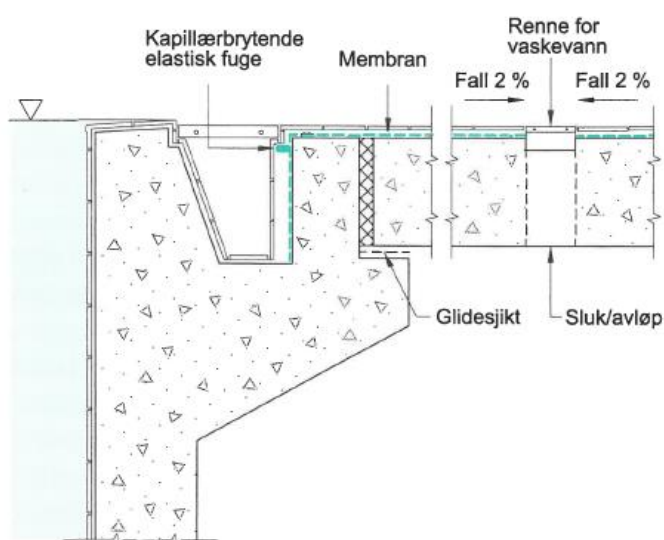 Kapillærbrytende
elastisk fuge
Membran
Renne for
vaskevann
Fall 2 %
Fall 2 %
Glidesjikt
Sluk/avløp